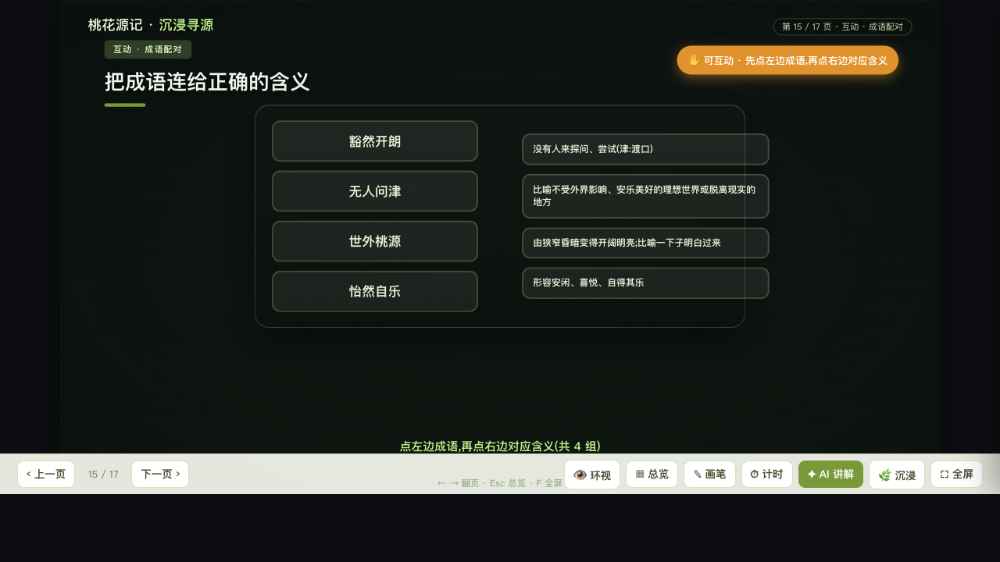 桃花源记 · 沉浸寻源
第 15 / 17 页 · 互动 · 成语配对
互动 · 成语配对
🖐 可互动 · 先点左边成语,再点右边对应含义
把成语连给正确的含义
豁然开朗
无人问津
世外桃源
怡然自乐
没有人来探问、尝试(津:渡口)
比喻不受外界影响、安乐美好的理想世界或脱离现实的
地方
由狭窄昏暗变得开阔明亮;比喻一下子明白过来
形容安闲、喜悦、自得其乐
点左边成语,再点右边对应含义(共 4 组)
‹ 上一页
15 / 17
下一页 ›
← → 翻页 · Esc 总览 · F 全屏
👁 环视
▦ 总览
✎ 画笔
⏱ 计时
✦ AI 讲解
🌿 沉浸
⛶ 全屏